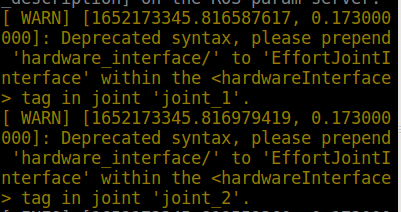 _description] on the ROS param server.
[ WARN] [1652173345.816587617, 0.173000
000]: Deprecated syntax, please prepend
'hardware_interface/' to 'EffortJointI
nterface' within the <hardwareInterface
> tag in joint 'joint_1'.
[ WARN] [1652173345.816979419, 0.173000
000]: Deprecated syntax, please prepend
'hardware_interface/' to 'EffortJointI
nterface' within the <hardwareInterface
> tag in joint 'joint_2'.